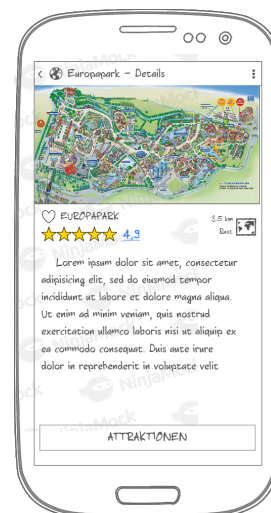 Europapark - Details
EUROPAPARK
3.5 km
4,9
Rust
Lorem ipsum dolor sit amet, consectetur
adipisicing elit, sed do eiusmod tempor
incididunt ut labore et dolore magna aliqua.
Ut enim ad minim veniam, quis nostrud
exercitation ullamco laboris nisi ut aliquip ex
ea commodo consequat. Duis aute irure
dolor in reprehenderit in voluptate velit
ATTRAKTIONEN
NinjaMock